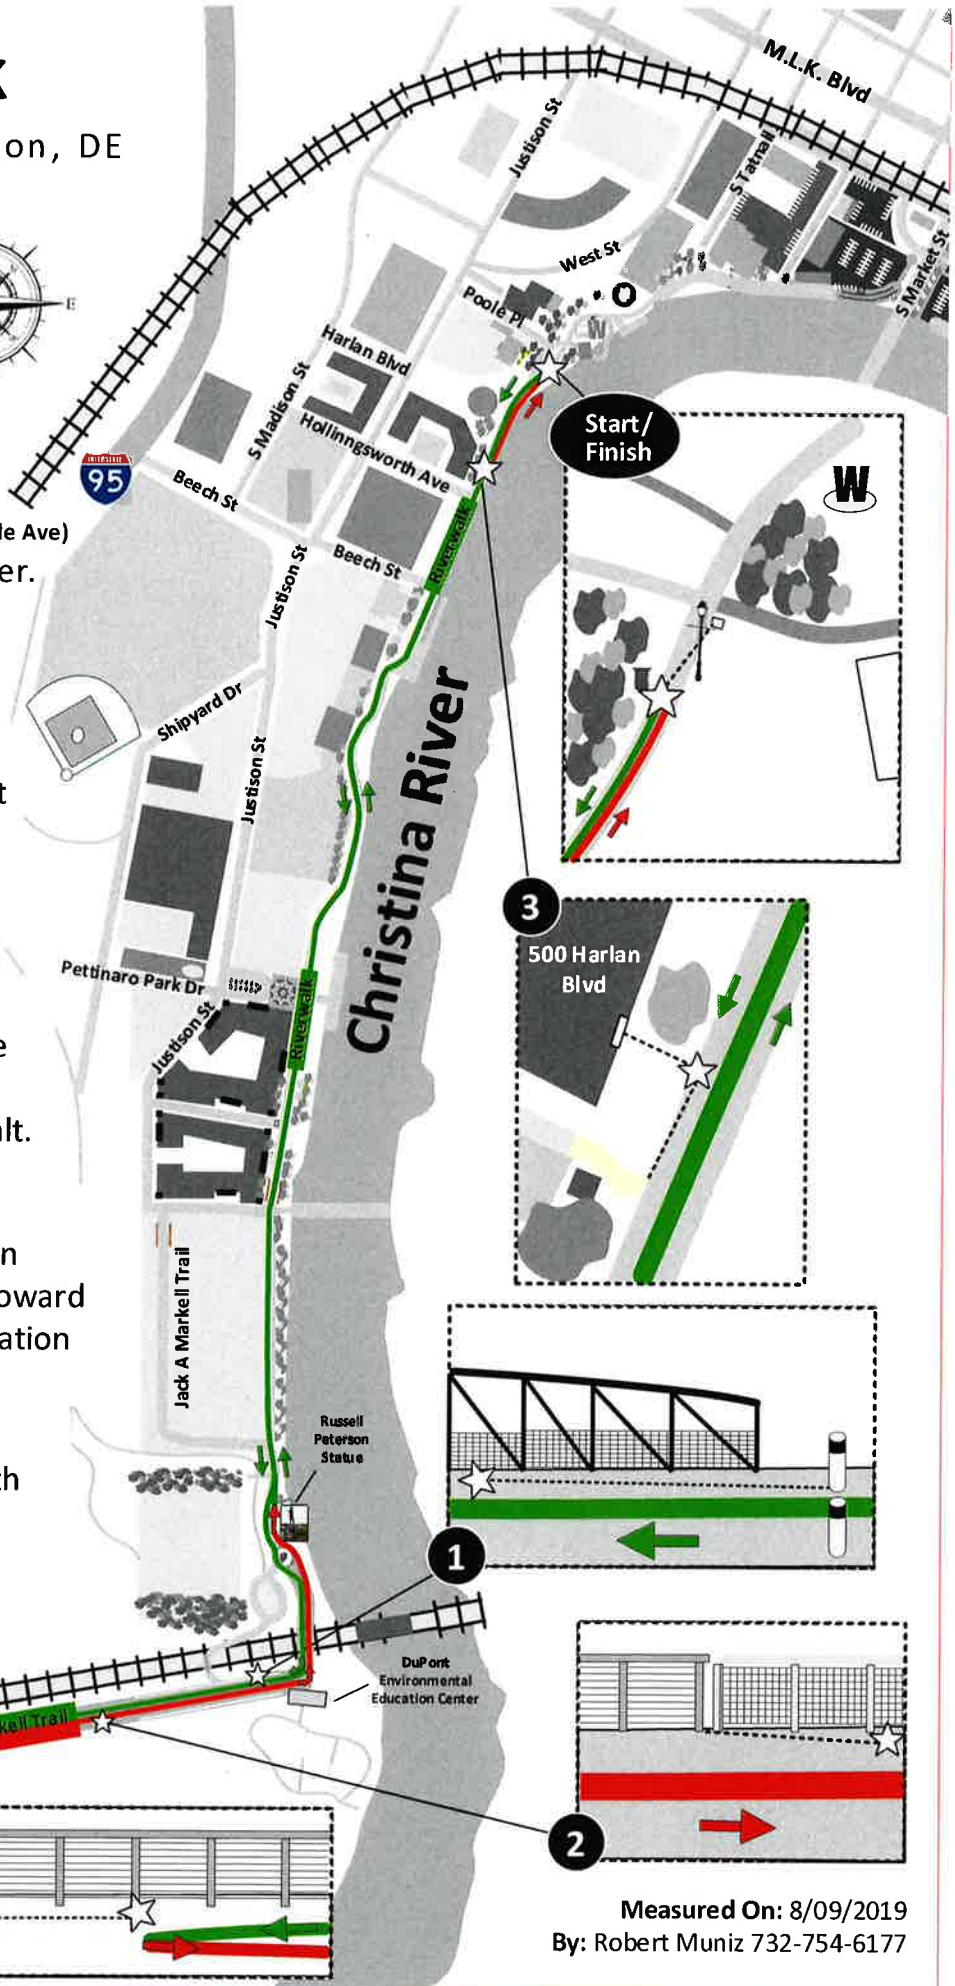 K
on, DE
M.L.K. Blvd
Justison St
S Tatnall
West St
S Market St
Poole Pl
W
E
Harlan Blvd
S Madison St
Hollinngsworth Ave
Start/
Finish
W
95
Beech St
le Ave)
er.
Riverwalk
Beech St
Justison St
Christina River
Shipyard Dr
Justison St
t
3
500 Harlan
Blvd
Pettinaro Park Dr
Riverwalk
Justison St
e
alt.
n
oward
ation
Jack A Markell Trail
Russell
Peterson
Statue
th
1
DuPont
Environmental
Education Center
kell Trail
2
Measured On: 8/09/2019
By: Robert Muniz 732-754-6177